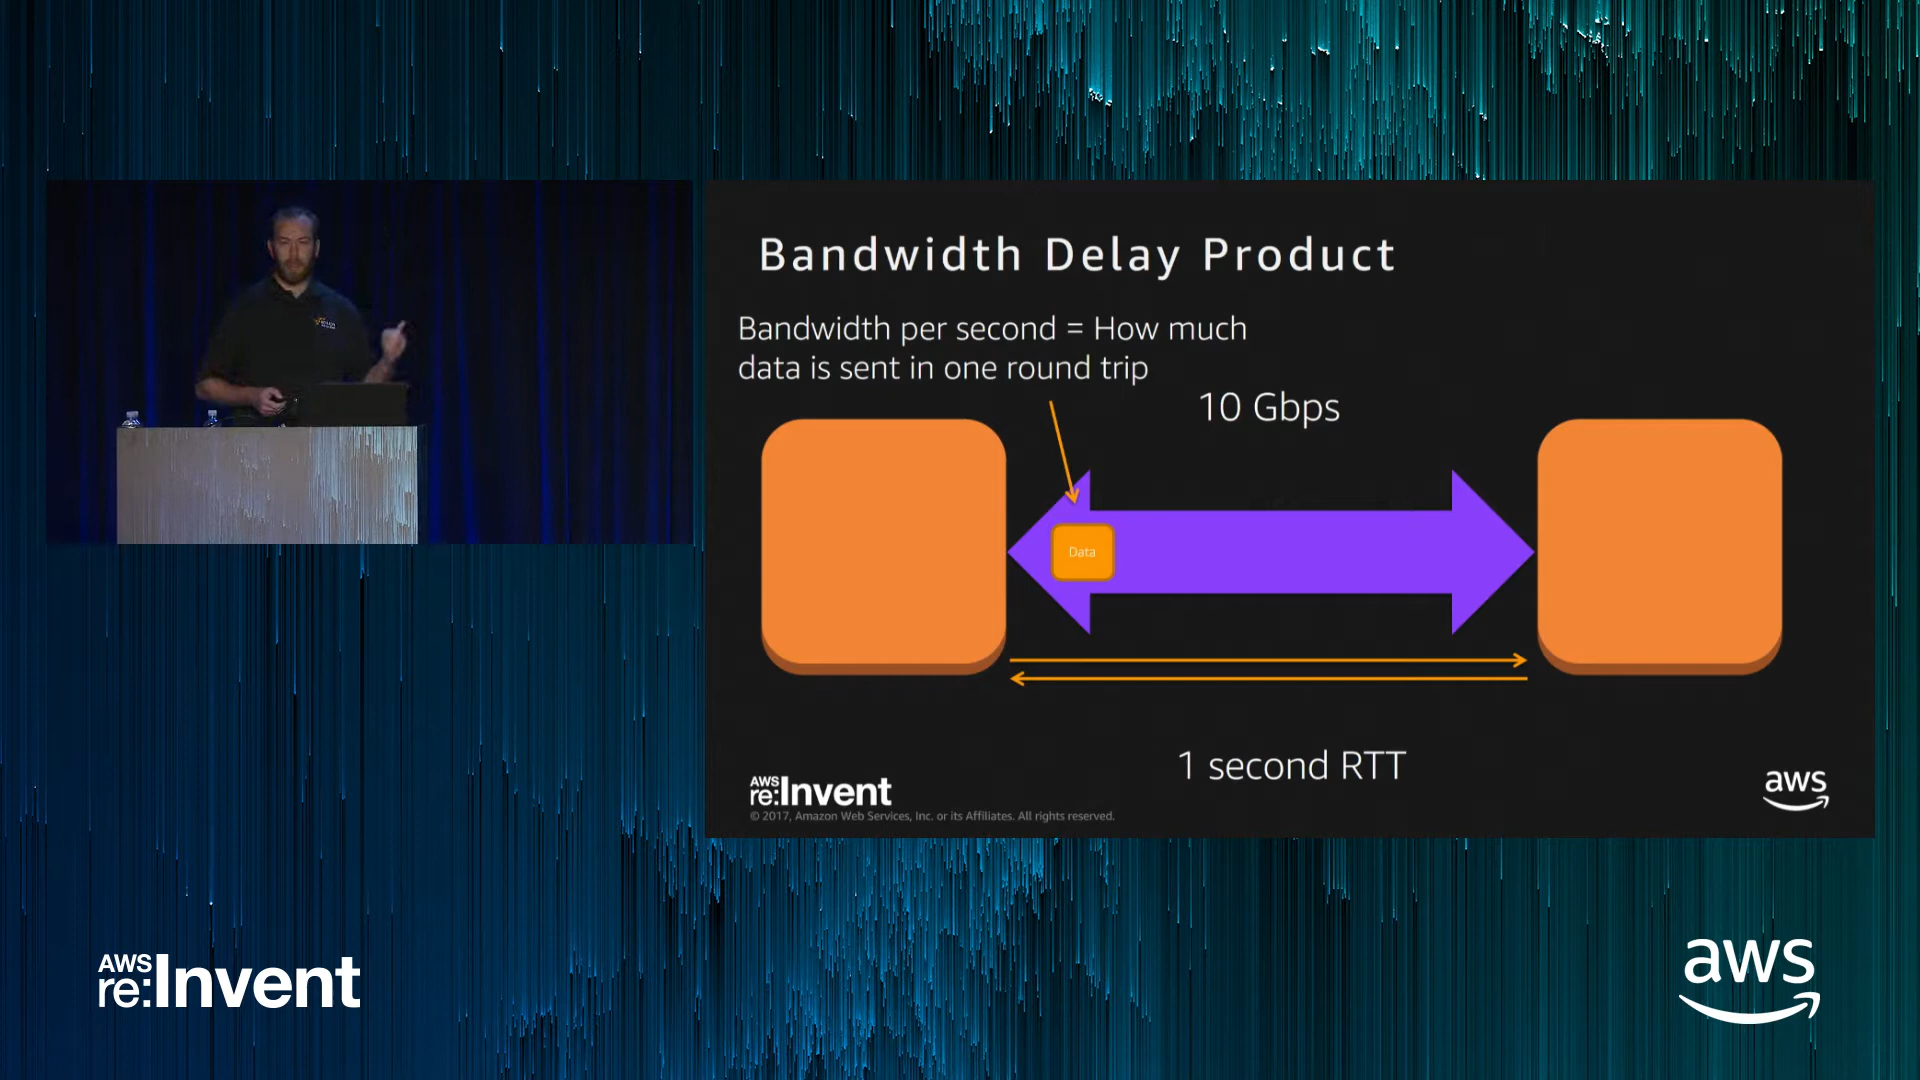 Bandwidth Delay Product
Bandwidth per second = How much
data is sent in one round trip
10 Gbps
Data
1 second RTT
AWS
re:Invent
© 2017, Amazon Web Services, Inc. or its Affiliates. All rights reserved.
aws
AWS
re:Invent
aws